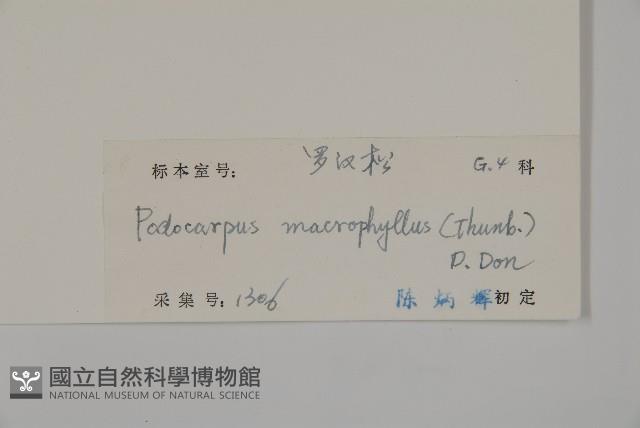 标本室号: 罗汉松 G.4 科
Podocarpus macrophyllus (Thunb.)
D. Don
采集号: 1306 陈炳辉 初定
國立自然科學博物館
NATIONAL MUSEUM OF NATURAL SCIENCE